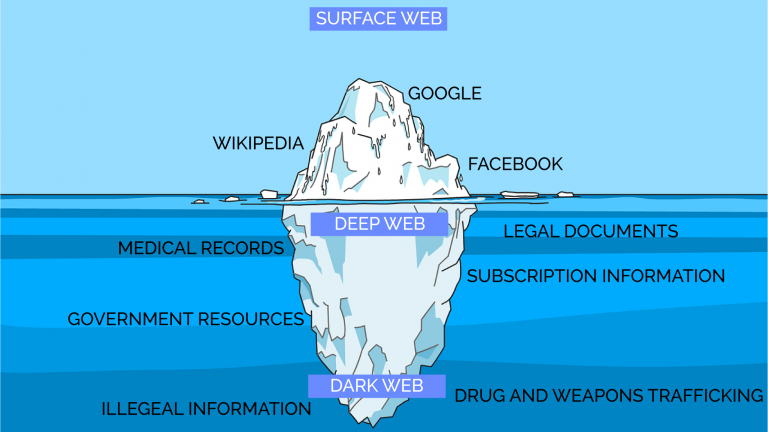 SURFACE WEB
GOOGLE
WIKIPEDIA
FACEBOOK
DEEP WEB
LEGAL DOCUMENTS
MEDICAL RECORDS
SUBSCRIPTION INFORMATION
GOVERNMENT RESOURCES
DARK WEB
DRUG AND WEAPONS TRAFFICKING
ILLEGEAL INFORMATION